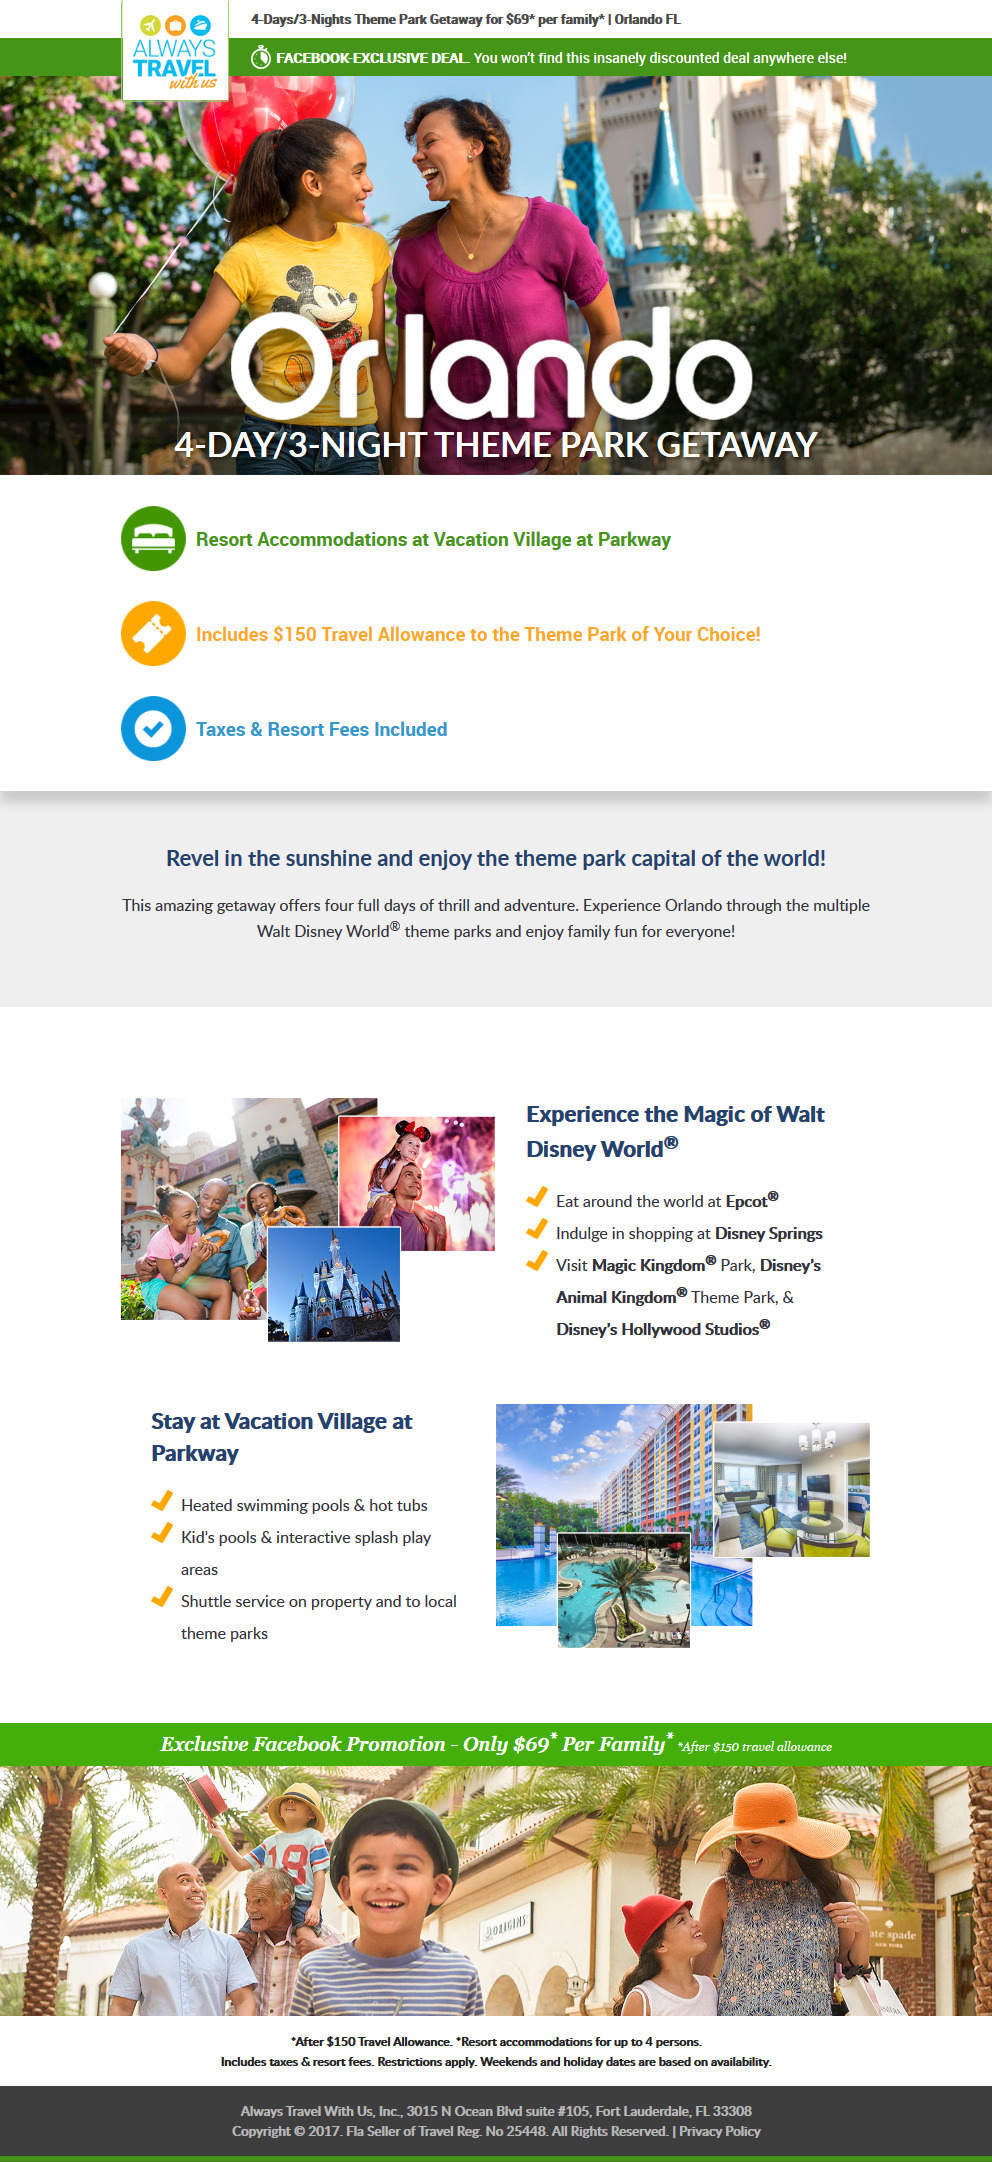 4-Days/3-Nights Theme Park Getaway for $69* per family* | Orlando FL
ALWAYS
TRAVEL
with us
FACEBOOK-EXCLUSIVE DEAL. You won't find this insanely discounted deal anywhere else!
Orlando
4-DAY/3-NIGHT THEME PARK GETAWAY
Resort Accommodations at Vacation Village at Parkway
Includes $150 Travel Allowance to the Theme Park of Your Choice!
Taxes & Resort Fees Included
Revel in the sunshine and enjoy the theme park capital of the world!
This amazing getaway offers four full days of thrill and adventure. Experience Orlando through the multiple
Walt Disney World® theme parks and enjoy family fun for everyone!
Experience the Magic of Walt
Disney World®
Eat around the world at Epcot®
Indulge in shopping at Disney Springs
Visit Magic Kingdom® Park, Disney's
Animal Kingdom® Theme Park, &
Disney's Hollywood Studios®
Stay at Vacation Village at
Parkway
Heated swimming pools & hot tubs
Kid's pools & interactive splash play
areas
Shuttle service on property and to local
theme parks
Exclusive Facebook Promotion - Only $69* Per Family* *After $150 travel allowance
18
ORIGINS
ate spade
NEW YORK
*After $150 Travel Allowance. *Resort accommodations for up to 4 persons.
Includes taxes & resort fees. Restrictions apply. Weekends and holiday dates are based on availability.
Always Travel With Us, Inc., 3015 N Ocean Blvd suite #105, Fort Lauderdale, FL 33308
Copyright © 2017. Fla Seller of Travel Reg. No 25448. All Rights Reserved. | Privacy Policy